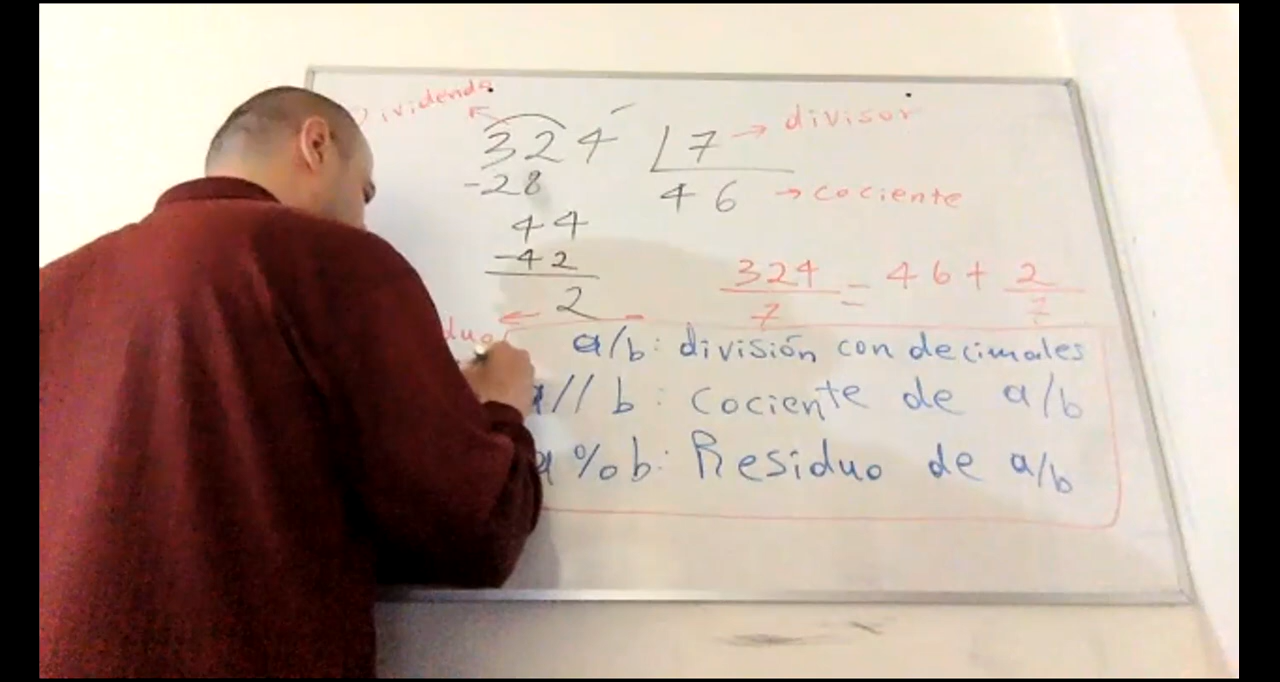 Dividendo
324 7 → divisor
-28 46 → cociente
44
-42
2
324/7 = 46 + 2/7
a/b: división con decimales
a// b: Cociente de a/b
a%b: Residuo de a/b